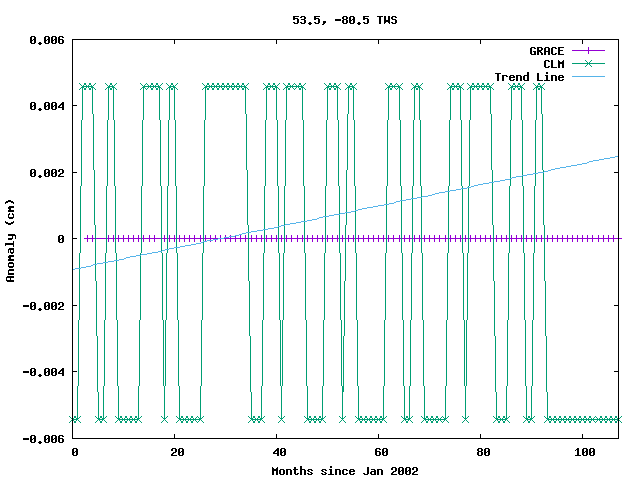 53.5, -80.5 TWS
0.006
GRACE
CLM
Trend Line
0.004
0.002
0
-0.002
-0.004
-0.006
Anomaly (cm)
0 20 40 60 80 100
Months since Jan 2002